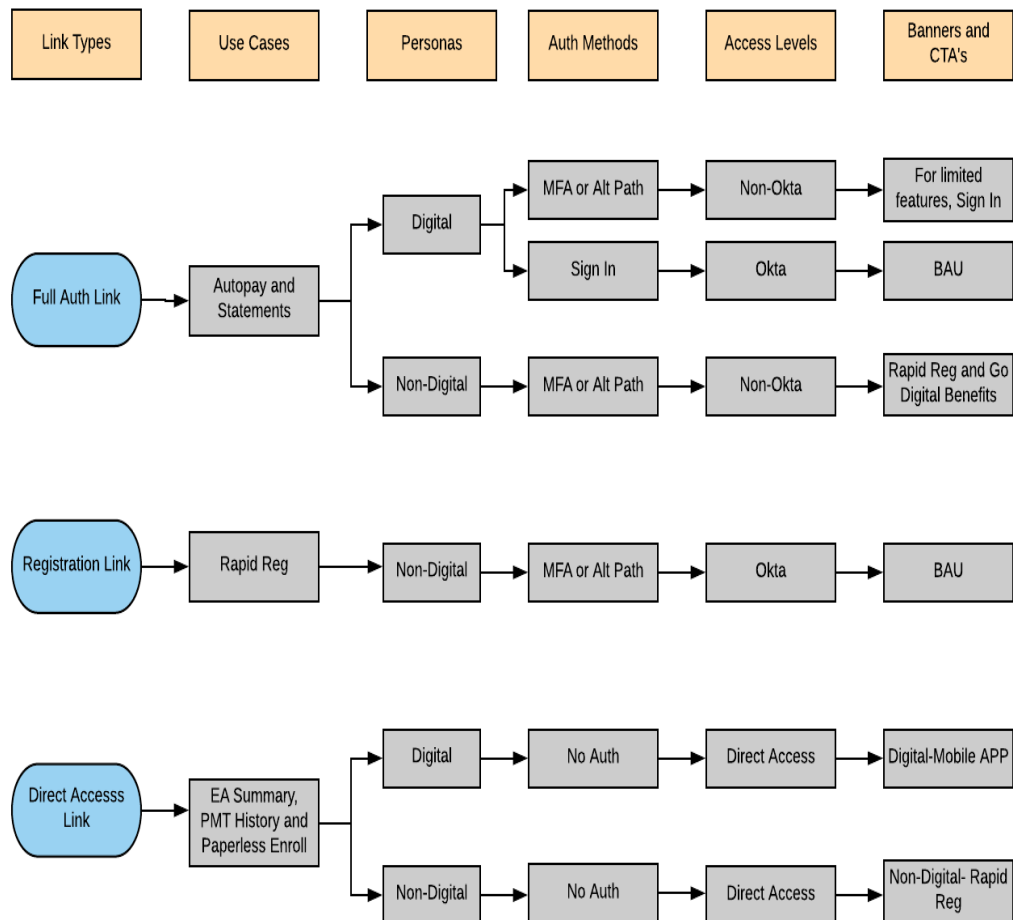 Link Types
Use Cases
Personas
Auth Methods
Access Levels
Banners and
CTA's
Full Auth Link
Autopay and
Statements
Digital
MFA or Alt Path
Non-Okta
For limited
features, Sign In
Sign In
Okta
BAU
Non-Digital
MFA or Alt Path
Non-Okta
Rapid Reg and Go
Digital Benefits
Registration Link
Rapid Reg
Non-Digital
MFA or Alt Path
Okta
BAU
Direct Accesss
Link
EA Summary,
PMT History and
Paperless Enroll
Digital
No Auth
Direct Access
Digital-Mobile APP
Non-Digital
No Auth
Direct Access
Non-Digital- Rapid
Reg